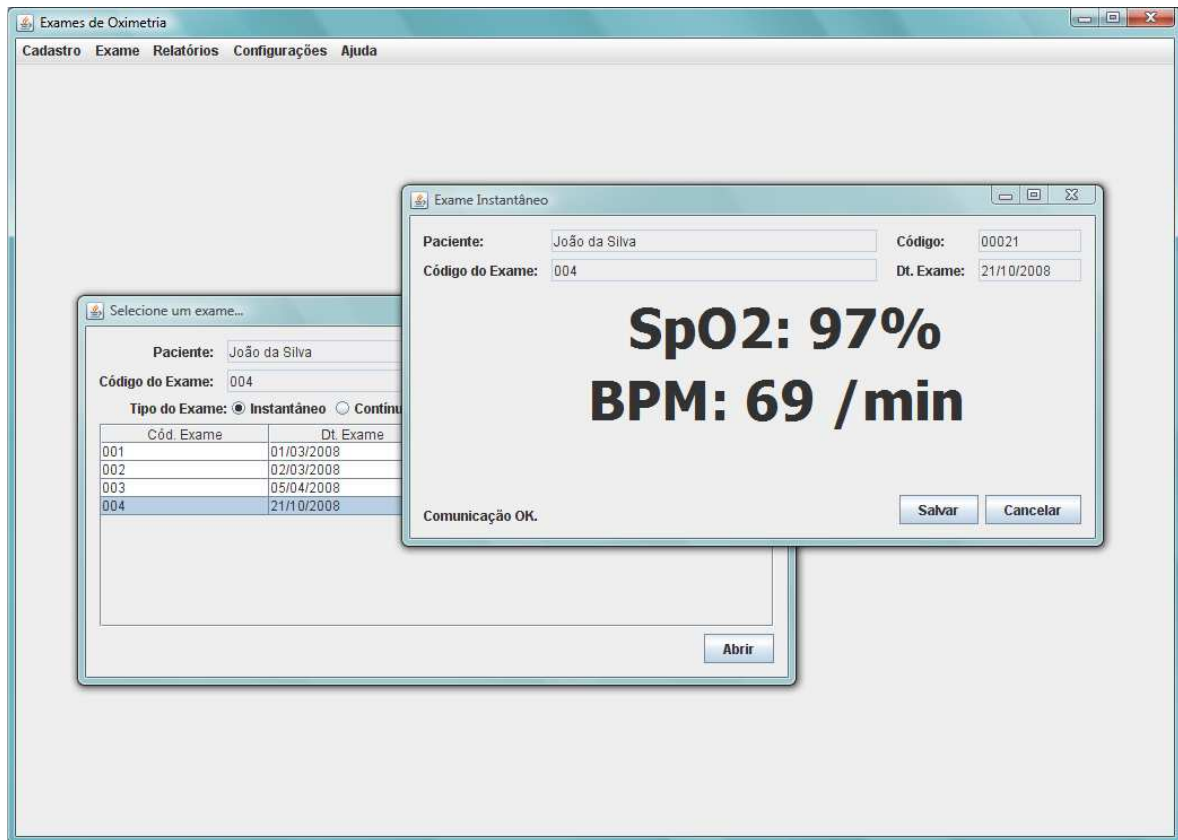 Exames de Oximetria
Cadastro Exame Relatórios Configurações Ajuda
Exame Instantâneo
Paciente: João da Silva Código: 00021
Código do Exame: 004 Dt. Exame: 21/10/2008
SpO2: 97%
BPM: 69 /min
Comunicação OK.
Salvar Cancelar
Selecione um exame...
Paciente: João da Silva
Código do Exame: 004
Tipo do Exame: Instantâneo
Cód. Exame Dt. Exame
001 01/03/2008
002 02/03/2008
003 05/04/2008
004 21/10/2008
Abrir